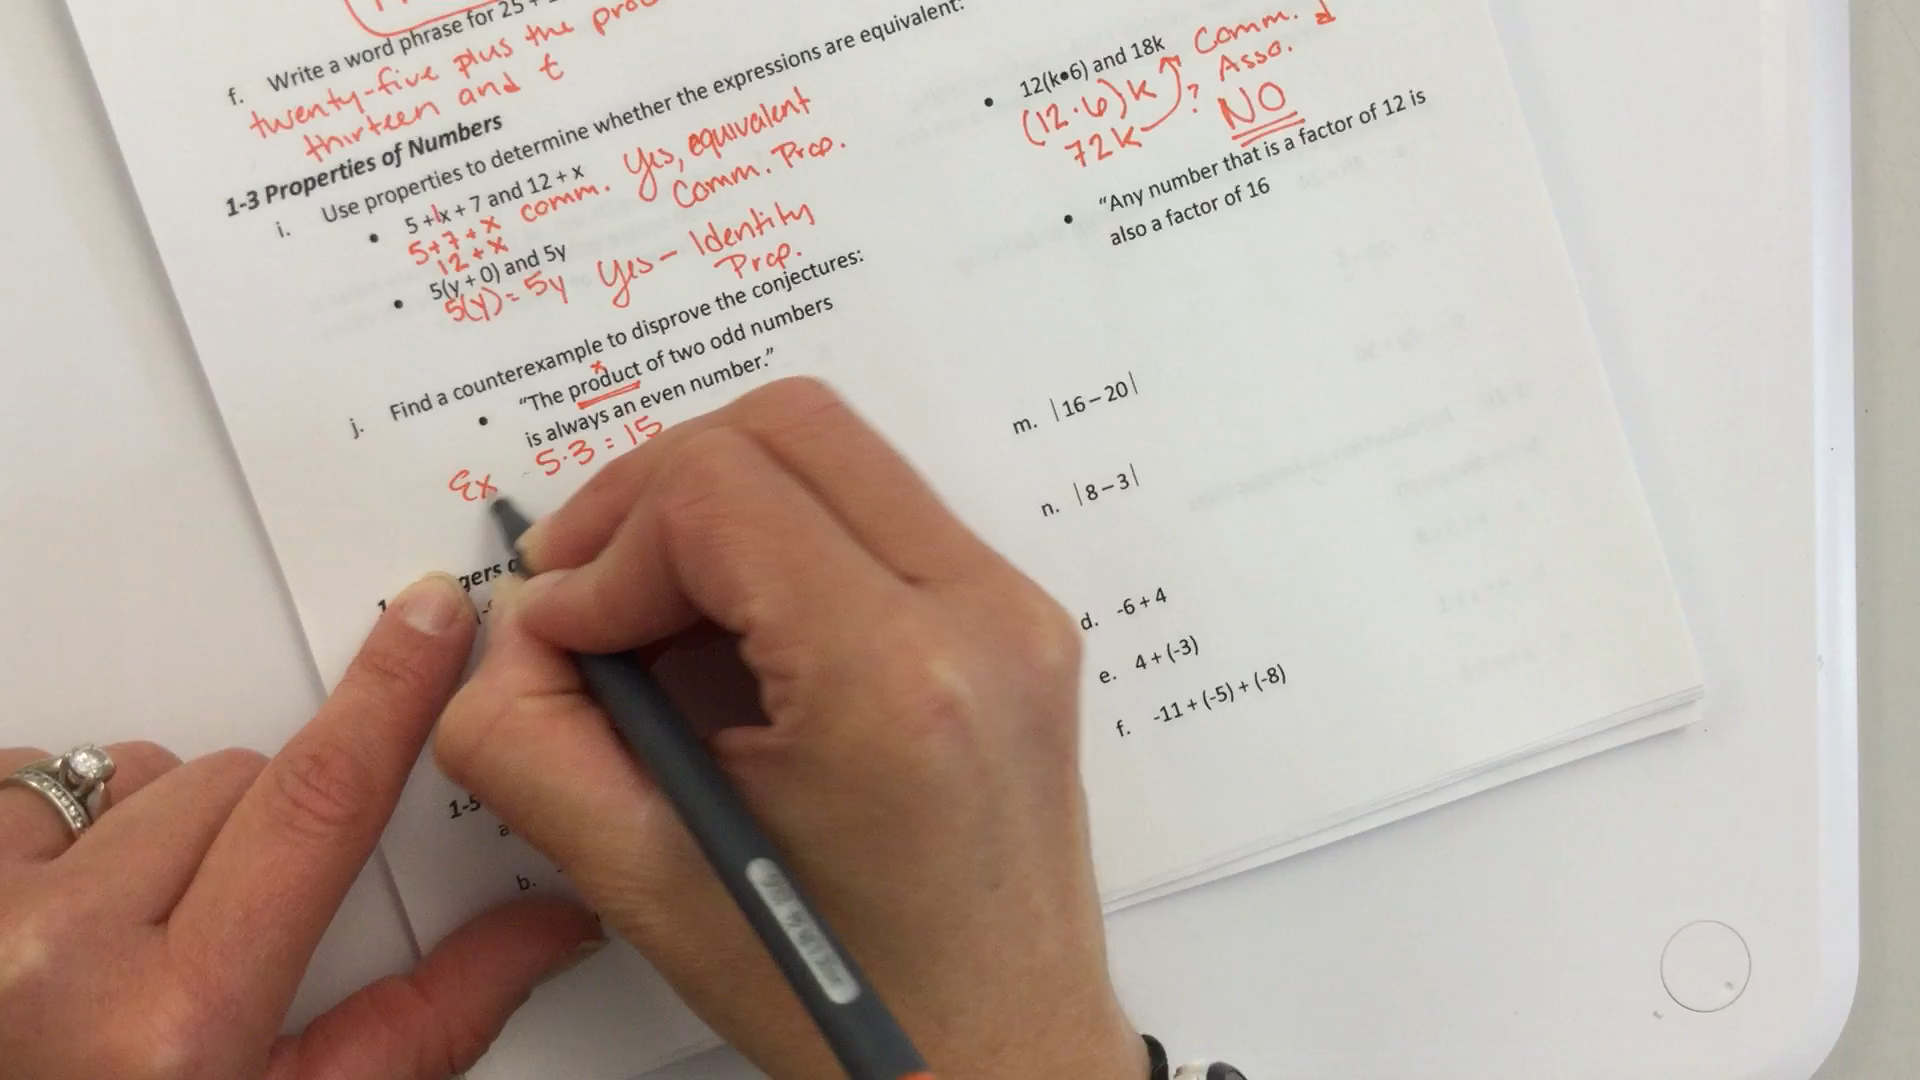 f. Write a word phrase for 25 +
twenty-five plus the
thirteen and t
1-3 Properties of Numbers
i. Use properties to determine whether the expressions are equivalent:
• 5 + x + 7 and 12 + x
5+7+x comm. Yes, equivalent
12+x Comm. Prop.
• 5(y + 0) and 5y
5(y)=5y Yes - Identity
Prop.
j. Find a counterexample to disprove the conjectures:
x
• "The product of two odd numbers
is always an even number."
Ex 5·3=15
1-5
a
b.
• 12(k•6) and 18k
Comm. &
(12·6)k ? Asso.
72k NO
• "Any number that is a factor of 12 is
also a factor of 16
m. |16 – 20|
n. |8 – 3|
d. -6 + 4
e. 4 + (-3)
f. -11 + (-5) + (-8)